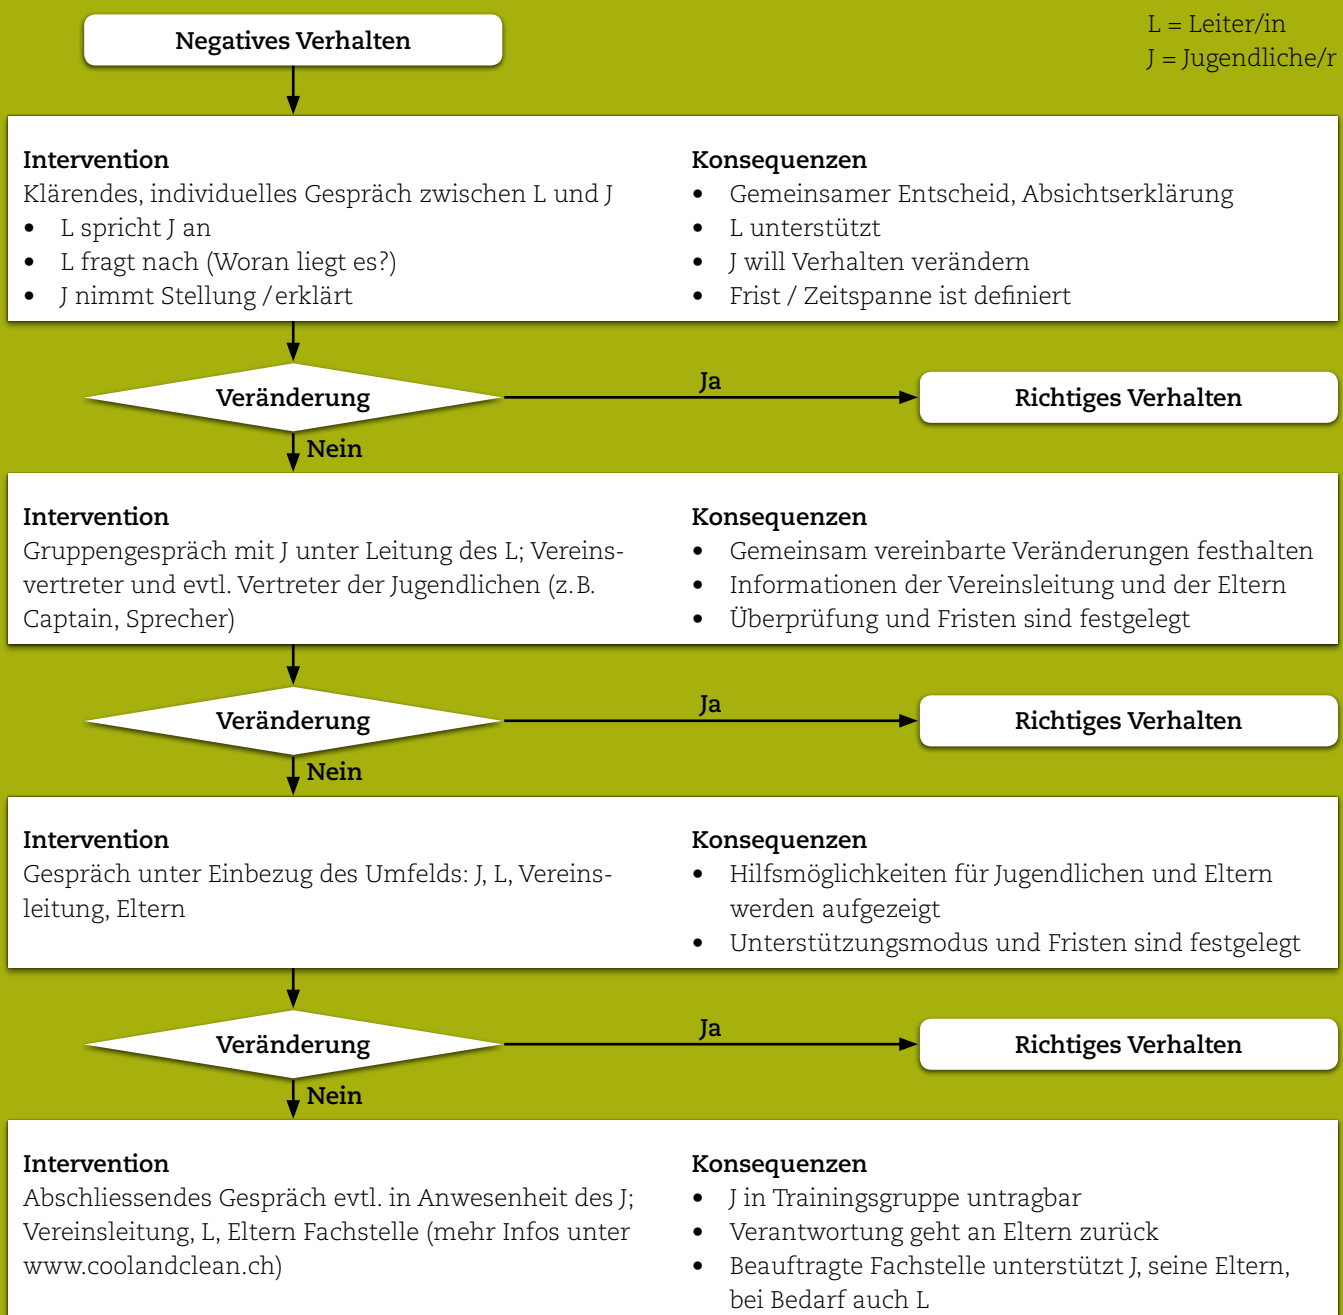 Negatives Verhalten
L = Leiter/in
J = Jugendliche/r
Intervention
Klärendes, individuelles Gespräch zwischen L und J
• L spricht J an
• L fragt nach (Woran liegt es?)
• J nimmt Stellung / erklärt
Konsequenzen
• Gemeinsamer Entscheid, Absichtserklärung
• L unterstützt
• J will Verhalten verändern
• Frist / Zeitspanne ist definiert
Veränderung
Ja
Richtiges Verhalten
Nein
Intervention
Gruppengespräch mit J unter Leitung des L; Vereins-
vertreter und evtl. Vertreter der Jugendlichen (z. B.
Captain, Sprecher)
Konsequenzen
• Gemeinsam vereinbarte Veränderungen festhalten
• Informationen der Vereinsleitung und der Eltern
• Überprüfung und Fristen sind festgelegt
Veränderung
Ja
Richtiges Verhalten
Nein
Intervention
Gespräch unter Einbezug des Umfelds: J, L, Vereins-
leitung, Eltern
Konsequenzen
• Hilfsmöglichkeiten für Jugendlichen und Eltern
werden aufgezeigt
• Unterstützungsmodus und Fristen sind festgelegt
Veränderung
Ja
Richtiges Verhalten
Nein
Intervention
Abschliessendes Gespräch evtl. in Anwesenheit des J;
Vereinsleitung, L, Eltern Fachstelle (mehr Infos unter
www.coolandclean.ch)
Konsequenzen
• J in Trainingsgruppe untragbar
• Verantwortung geht an Eltern zurück
• Beauftragte Fachstelle unterstützt J, seine Eltern,
bei Bedarf auch L